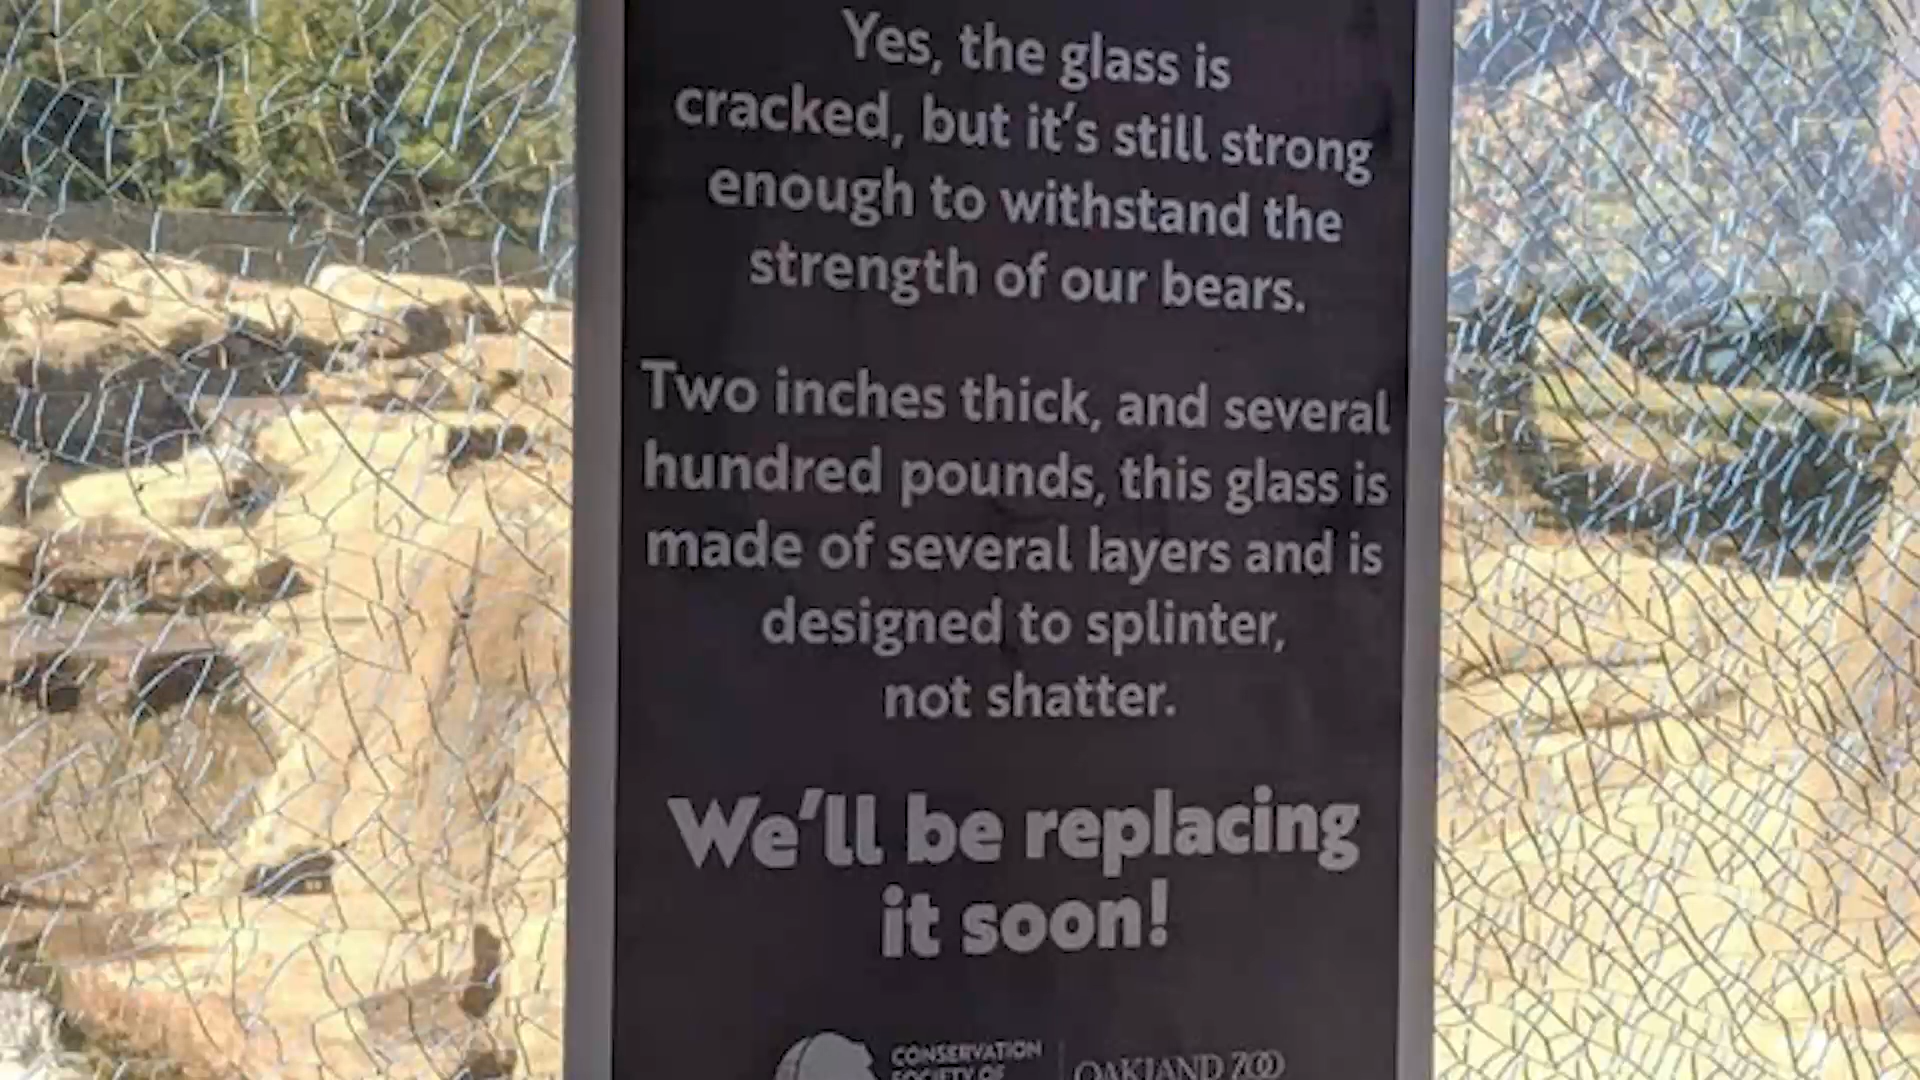 Yes, the glass is
cracked, but it's still strong
enough to withstand the
strength of our bears.
Two inches thick, and several
hundred pounds, this glass is
made of several layers and is
designed to splinter,
not shatter.
We'll be replacing
it soon!
CONSERVATION
SOCIETY OF
OAKLAND ZOO